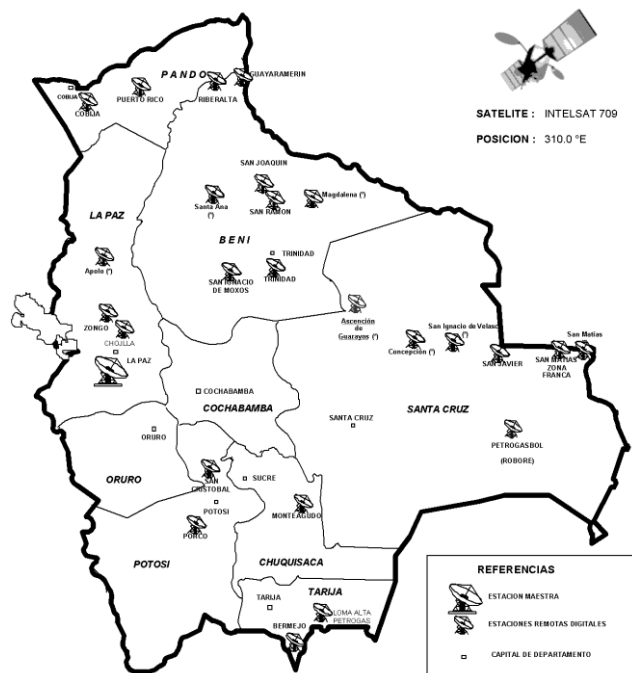 SATELITE : INTELSAT 709
POSICION : 310.0 °E
PANDO
GUAYARAMERIN
COBIJA
COBIJA
PUERTO RICO
RIBERALTA
SAN JOAQUIN
Santa Ana
(*)
SAN RAMON
Magdalena (*)
LA PAZ
BENI
Apolo (*)
TRINIDAD
SAN IGNACIO
DE MOXOS
TRINIDAD
ZONGO
CHOJLLA
LA PAZ
Ascención
de
Guarayos (*)
Concepción (*)
San Ignacio de Velasco
(*)
San Matías
SAN JAVIER
SAN MATIAS
ZONA
FRANCA
COCHABAMBA
COCHABAMBA
SANTA CRUZ
SANTA CRUZ
ORURO
ORURO
PETROGASBOL
(ROBORE)
SAN
CRISTOBAL
SUCRE
POTOSI
PORCO
MONTEAGUDO
POTOSI
CHUQUISACA
TARIJA
TARIJA
LOMA ALTA
PETROGAS
BERMEJO
REFERENCIAS
ESTACION MAESTRA
ESTACIONES REMOTAS DIGITALES
CAPITAL DE DEPARTAMENTO